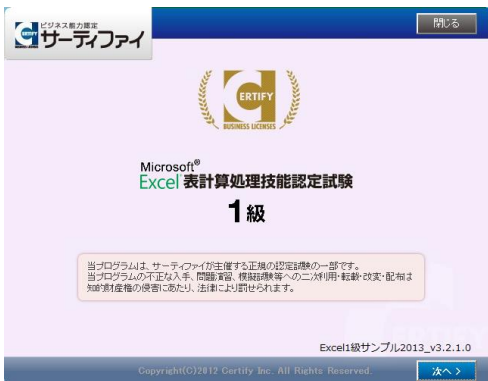 ビジネス能力認定
サーティファイ
閉じる
CERTIFY
BUSINESS LICENSES
Microsoft®
Excel®表計算処理技能認定試験
1級
当プログラムは、サーティファイが主催する正規の認定試験の一部です。
当プログラムの不正な入手、問題演習、模擬試験等への二次利用・転載・改変・配布は
知的財産権の侵害にあたり、法律により罰せられます。
Excel1級サンプル2013_v3.2.1.0
Copyright(C)2012 Certify Inc. All Rights Reserved.
次へ >